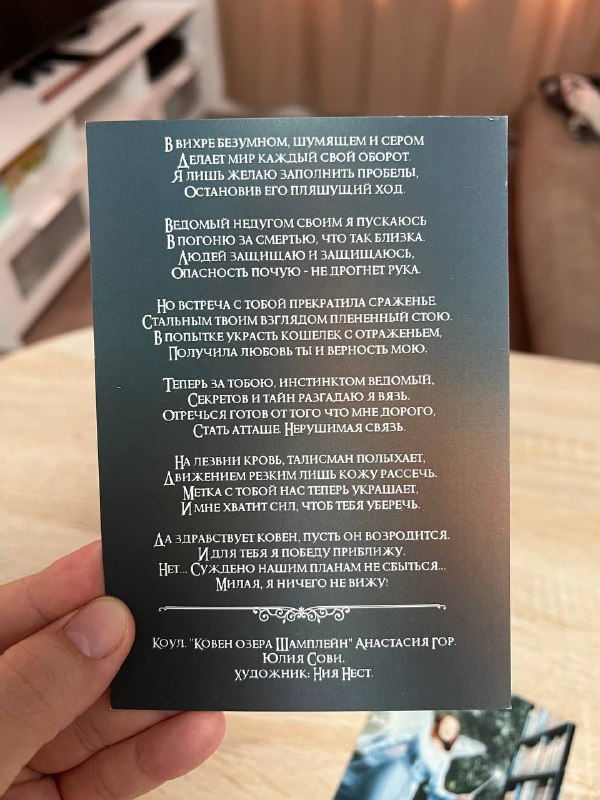 В вихре безумном, шумящем и сером
Делает мир каждый свой оборот.
Я лишь желаю заполнить пробелы,
Остановив его пляшущий ход.
Ведомый недугом своим я пускаюсь
В погоню за смертью, что так близка.
Людей защищаю и защищаюсь,
Опасность почую - не дрогнет рука.
Но встреча с тобой прекратила сраженье.
Стальным твоим взглядом плененный стою.
В попытке украсть кошелек с отраженьем,
Получила любовь ты и верность мою.
Теперь за тобою, инстинктом ведомый,
Секретов и тайн разгадаю я вязь.
Отречься готов от того что мне дорого,
Стать атташе. Нерушимая связь.
На лезвии кровь, талисман полыхает,
Движением резким лишь кожу рассечь.
Метка с тобой нас теперь украшает,
И мне хватит сил, чтоб тебя уберечь.
Да здравствует ковен, пусть он возродится.
И для тебя я победу приближу.
Нет... Суждено нашим планам не сбыться...
Милая, я ничего не вижу?
Коул. "Ковен озера Шамплейн" Анастасия Гор.
Юлия Сови.
Художник: Ния Нест.